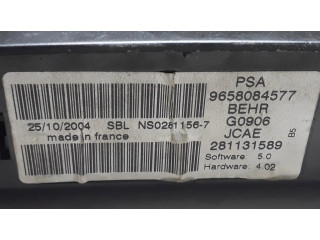 PSA
9658084577
BEHR
25/10/2004 SBL NS0281156-7
G0906
made in france
JCAE B5
281131589
Software: 5.0
Hardware: 4.02